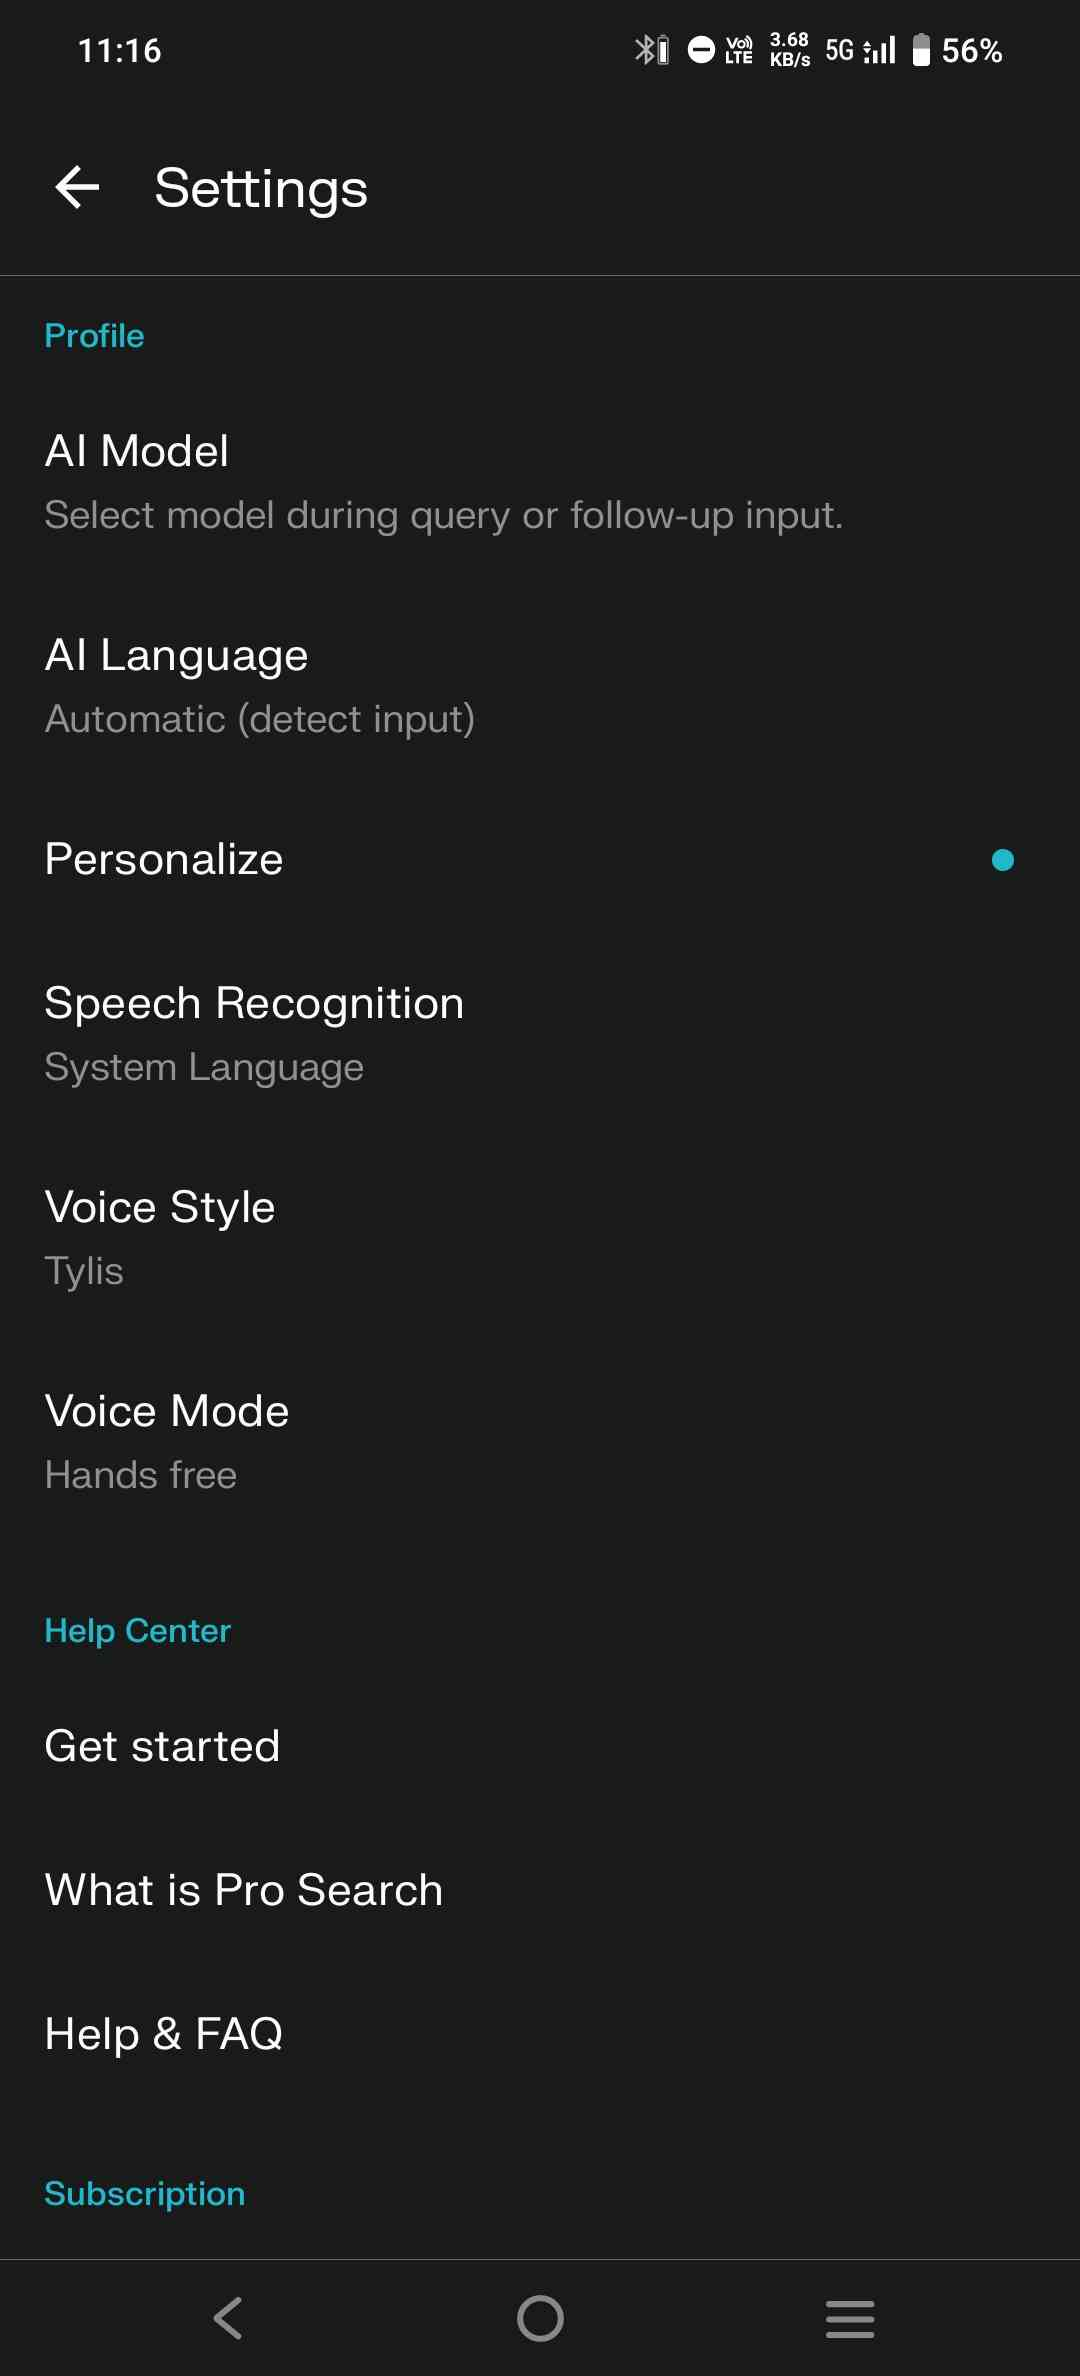 11:16
Vo) LTE 3.68 KB/s 5G 56%
Settings
Profile
AI Model
Select model during query or follow-up input.
AI Language
Automatic (detect input)
Personalize
Speech Recognition
System Language
Voice Style
Tylis
Voice Mode
Hands free
Help Center
Get started
What is Pro Search
Help & FAQ
Subscription